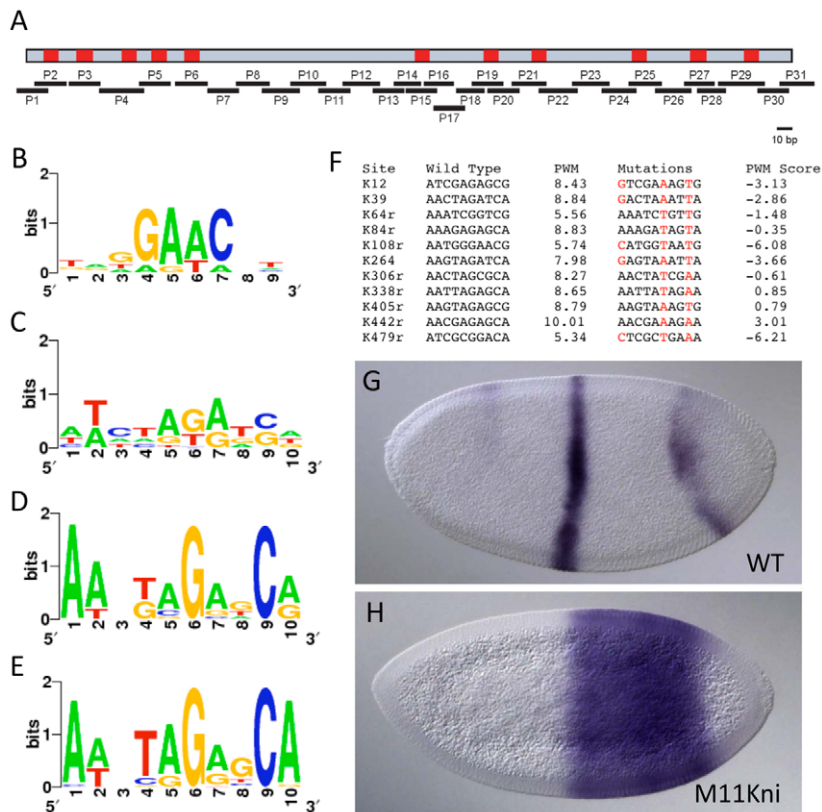 A
P2 P3 P5 P6 P8 P10 P12 P14 P16 P19 P21 P23 P25 P27 P29 P31
P1 P4 P7 P9 P11 P13 P15 P18 P20 P22 P24 P26 P28 P30
P17
10 bp
B
bits
2
1
0
5′ 1 2 3 4 5 6 7 8 9 3′
C
bits
2
1
0
5′ 1 2 3 4 5 6 7 8 9 10 3′
D
bits
2
1
0
5′ 1 2 3 4 5 6 7 8 9 10 3′
E
bits
2
1
0
5′ 1 2 3 4 5 6 7 8 9 10 3′
F
Site Wild Type PWM Mutations PWM Score
K12 ATCGAGAGCG 8.43 GTCGAAAGTG -3.13
K39 AACTAGATCA 8.84 GACTAAATTA -2.86
K64r AAATCGGTCG 5.56 AAATCTGTTG -1.48
K84r AAAGAGAGCA 8.83 AAAGATAGTA -0.35
K108r AATGGGAACG 5.74 CATGGTAATG -6.08
K264 AAGTAGATCA 7.98 GAGTAAATTA -3.66
K306r AACTAGCGCA 8.27 AACTATCGAA -0.61
K338r AATTAGAGCA 8.65 AATTATAGAA 0.85
K405r AAGTAGAGCG 8.79 AAGTAAAGTG 0.79
K442r AACGAGAGCA 10.01 AACGAAAGAA 3.01
K479r ATCGCGGACA 5.34 CTCGCTGAAA -6.21
G
WT
H
M11Kni